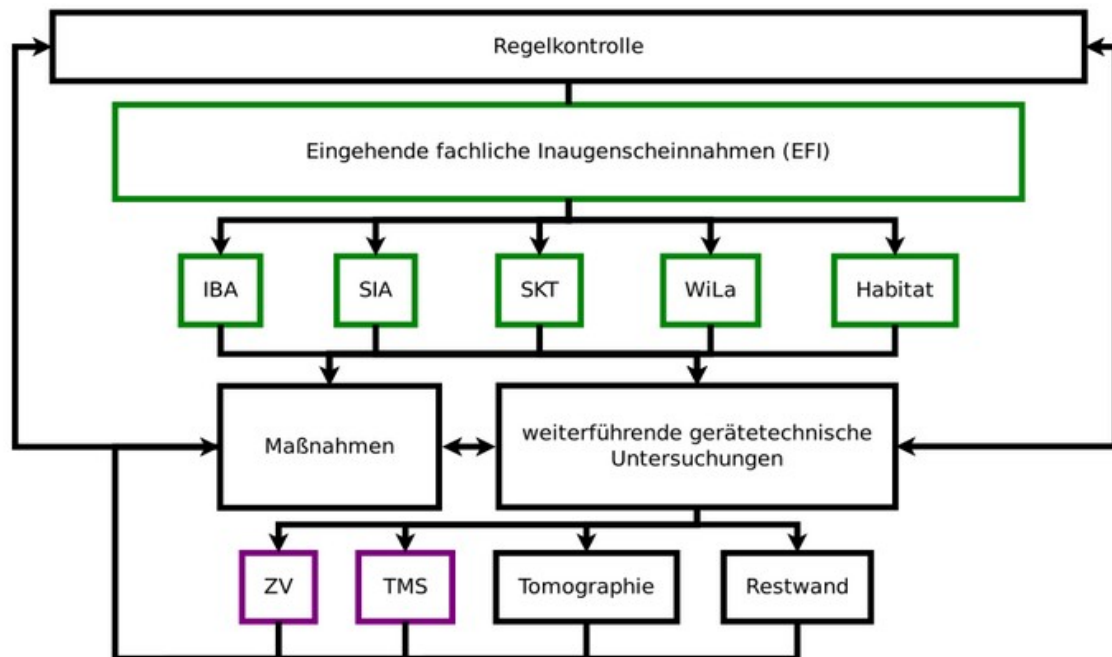 Regelkontrolle
Eingehende fachliche Inaugenscheinnahmen (EFI)
IBA
SIA
SKT
WiLa
Habitat
Maßnahmen
weiterführende gerätetechnische
Untersuchungen
ZV
TMS
Tomographie
Restwand